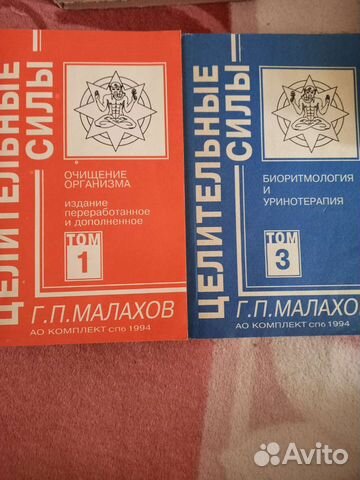 ЦЕЛИТЕЛЬНЫЕ
СИЛЫ
ОЧИЩЕНИЕ
ОРГАНИЗМА
издание
переработанное
и дополненное
ТОМ
1
Г.П.МАЛАХОВ
АО КОМПЛЕКТ СПб 1994
ЦЕЛИТЕЛЬНЫЕ
СИЛЫ
БИОРИТМОЛОГИЯ
И
УРИНОТЕРАПИЯ
ТОМ
3
Г.П.МАЛАХОВ
АО КОМПЛЕКТ СПб 1994
Avito